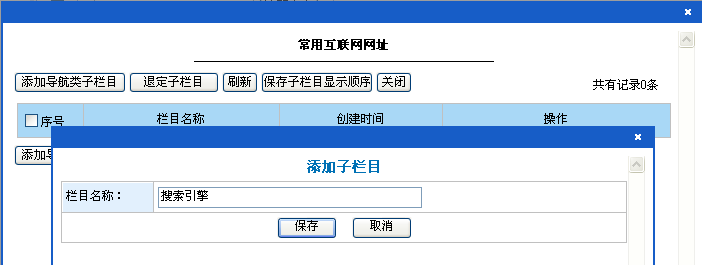 常用互联网网址
添加导航类子栏目 退定子栏目 刷新 保存子栏目显示顺序 关闭
共有记录0条
序号 栏目名称 创建时间 操作
添加
添加子栏目
栏目名称： 搜索引擎
保存 取消